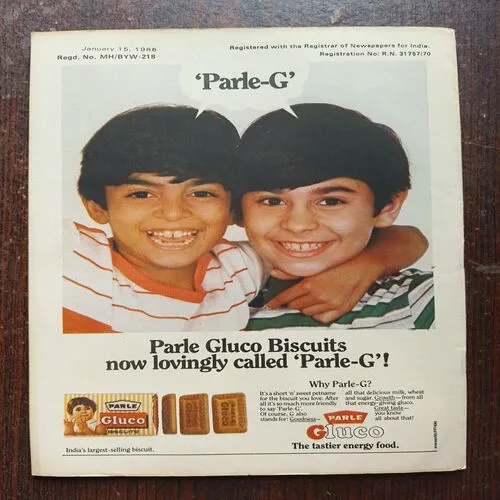 January 15, 1986
Regd. No. MH/BYW-218
Registered with the Registrar of Newspapers for India.
Registration No: R.N. 31757/70
'Parle-G'
Parle Gluco Biscuits
now lovingly called 'Parle-G'!
Why Parle-G?
It's a short 'n' sweet petname
for the biscuit you love. After
all it's so much more friendly
to say 'Parle-G'.
Of course, G also
stands for: Goodness—
all that delicious milk, wheat
and sugar. Growth—from all
that energy-giving gluco.
Great taste—
you know
all about that!
PARLE
Gluco
BISCUITS
PARLE
Gluco
India's largest-selling biscuit.
The tastier energy food.